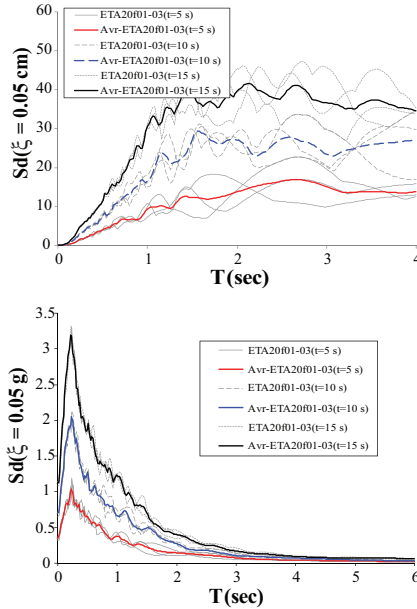 60
ETA20f01-03(t=5 s)
Avr-ETA20f01-03(t=5 s)
50
ETA20f01-03(t=10 s)
Avr-ETA20f01-03(t=10 s)
ETA20f01-03(t=15 s)
40
Avr-ETA20f01-03(t=15 s)
30
20
10
0
Sd(ξ = 0.05 cm)
0 1 2 3 4
T(sec)
3.5
3
2.5
2
1.5
1
0.5
0
Sd(ξ = 0.05 g)
ETA20f01-03(t=5 s)
Avr-ETA20f01-03(t=5 s)
ETA20f01-03(t=10 s)
Avr-ETA20f01-03(t=10 s)
ETA20f01-03(t=15 s)
Avr-ETA20f01-03(t=15 s)
0 1 2 3 4 5 6
T(sec)